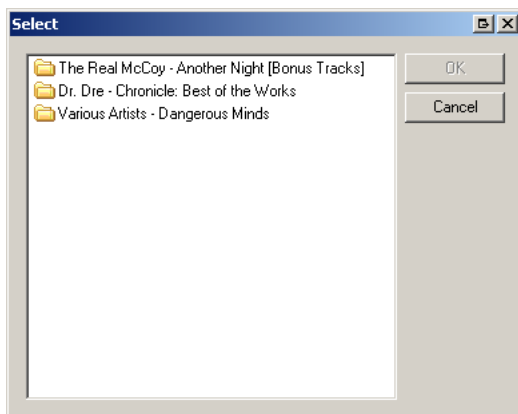 Select
The Real McCoy - Another Night [Bonus Tracks]
OK
Dr. Dre - Chronicle: Best of the Works
Cancel
Various Artists - Dangerous Minds